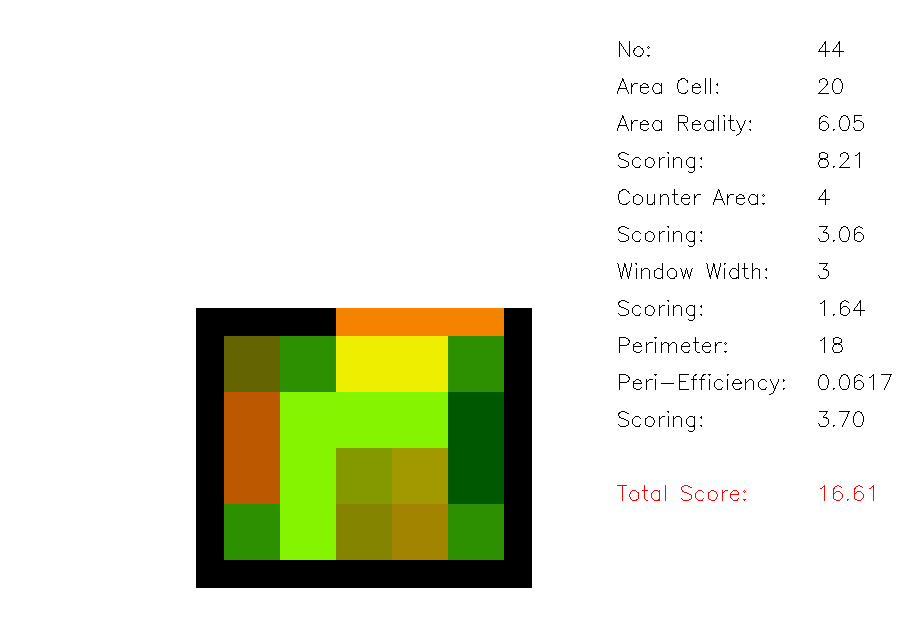 No: 44
Area Cell: 20
Area Reality: 6.05
Scoring: 8.21
Counter Area: 4
Scoring: 3.06
Window Width: 3
Scoring: 1.64
Perimeter: 18
Peri-Efficiency: 0.0617
Scoring: 3.70
Total Score: 16.61